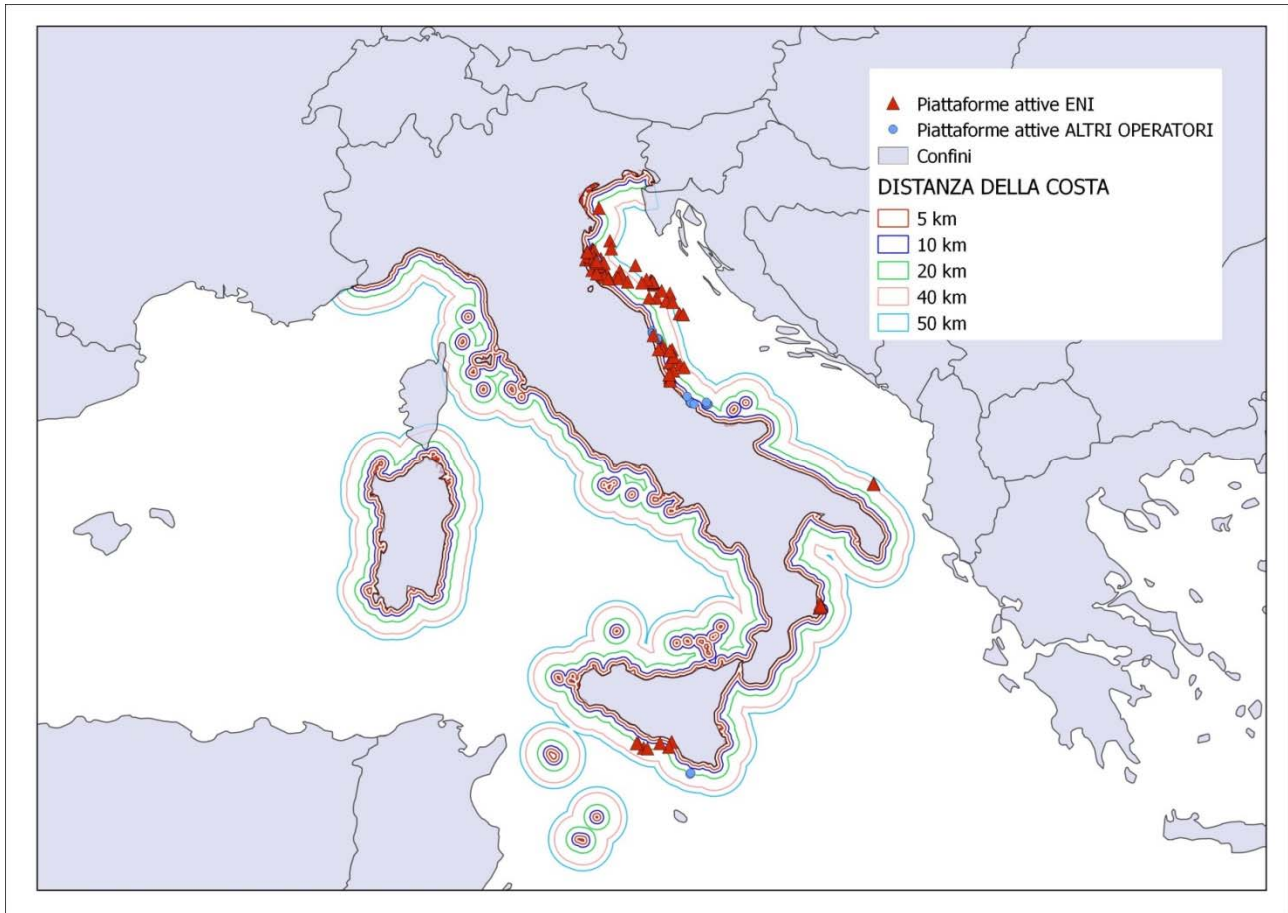 Piattaforme attive ENI
Piattaforme attive ALTRI OPERATORI
Confini
DISTANZA DELLA COSTA
5 km
10 km
20 km
40 km
50 km